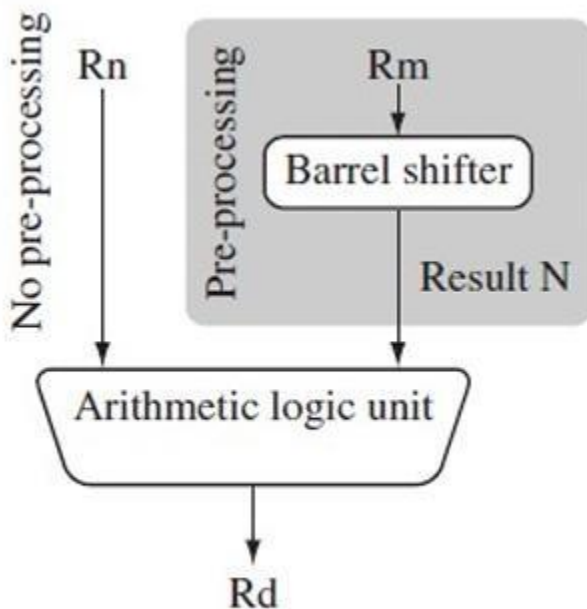 No pre-processing
Rn
Pre-processing
Rm
Barrel shifter
Result N
Arithmetic logic unit
Rd